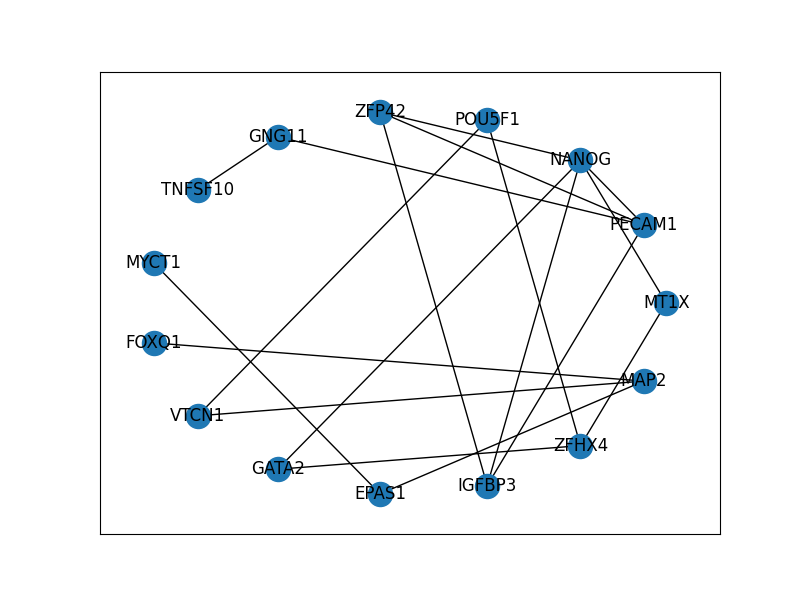 ZFP42
POU5F1
GNG11
NANOG
TNFSF10
PECAM1
MYCT1
MT1X
FOXQ1
MAP2
VTCN1
ZFHX4
GATA2
IGFBP3
EPAS1